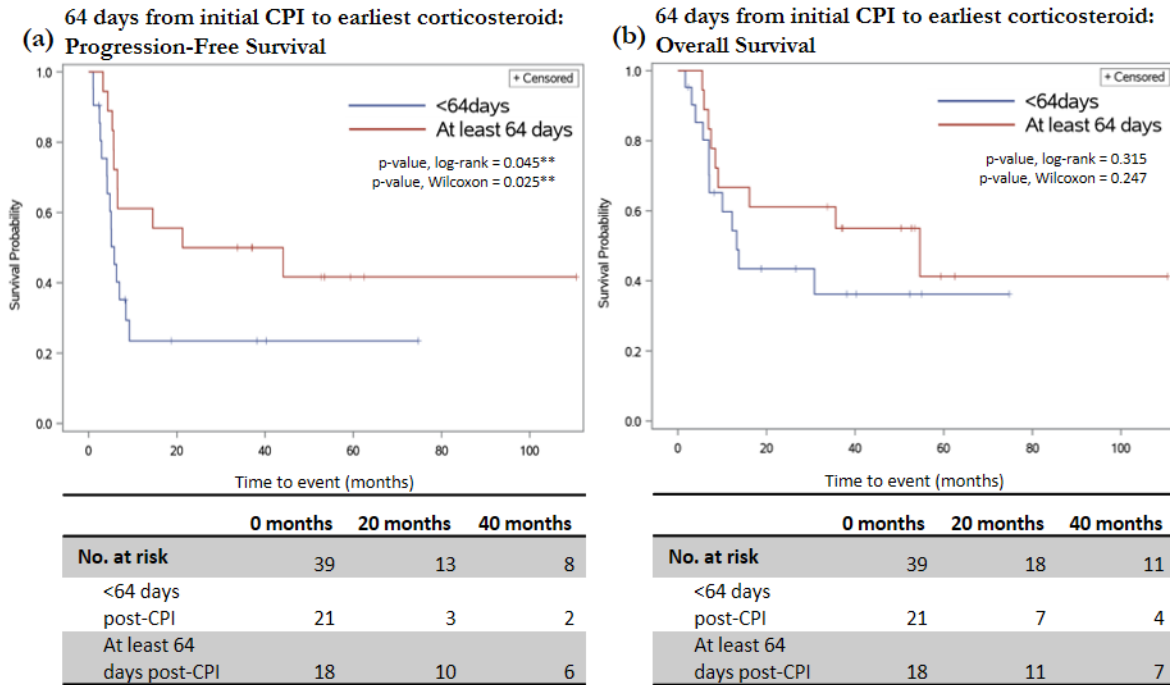 64 days from initial CPI to earliest corticosteroid:
(a) Progression-Free Survival
+ Censored
<64days
At least 64 days
p-value, log-rank = 0.045**
p-value, Wilcoxon = 0.025**
Survival Probability
1.0
0.8
0.6
0.4
0.2
0.0
0 20 40 60 80 100
Time to event (months)
0 months 20 months 40 months
No. at risk 39 13 8
<64 days
post-CPI 21 3 2
At least 64
days post-CPI 18 10 6
64 days from initial CPI to earliest corticosteroid:
(b) Overall Survival
+ Censored
<64days
At least 64 days
p-value, log-rank = 0.315
p-value, Wilcoxon = 0.247
Survival Probability
1.0
0.8
0.6
0.4
0.2
0.0
0 20 40 60 80 100
Time to event (months)
0 months 20 months 40 months
No. at risk 39 18 11
<64 days
post-CPI 21 7 4
At least 64
days post-CPI 18 11 7